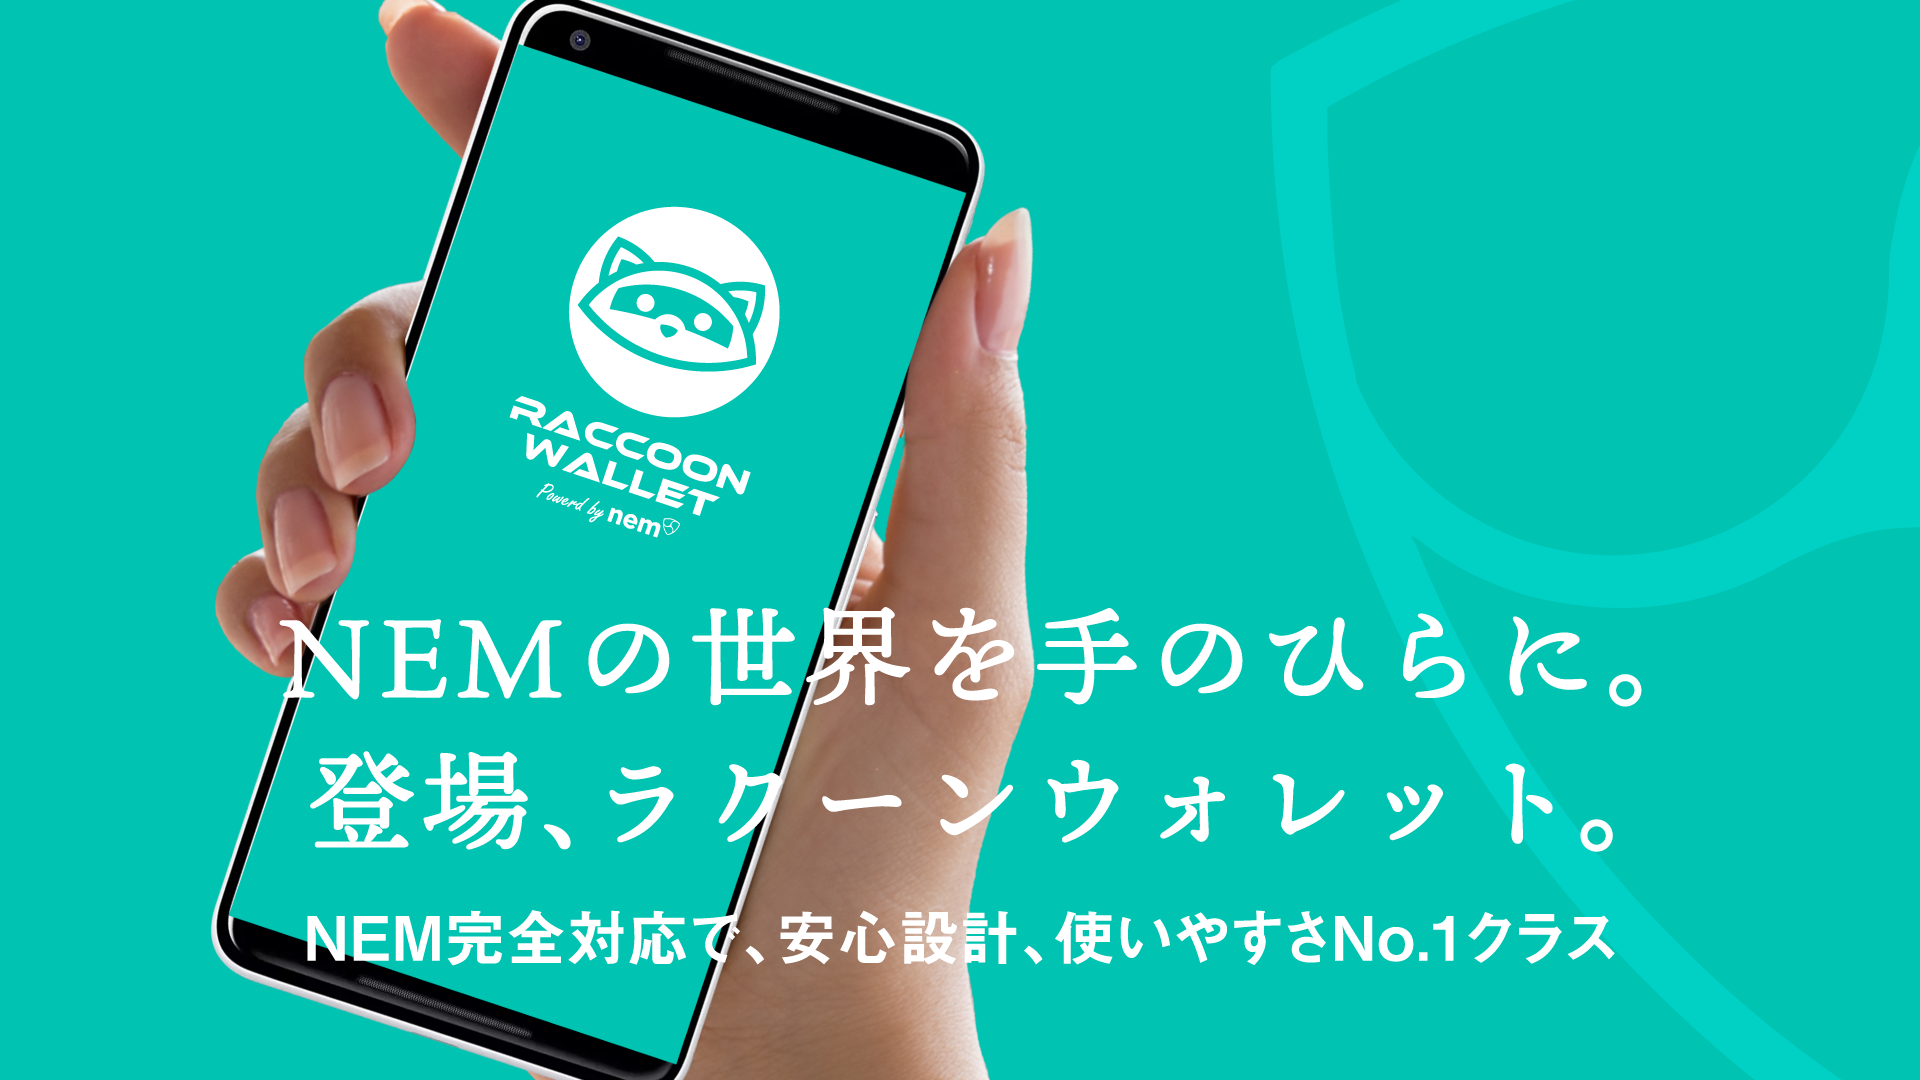 RACCOON
WALLET
Powerd by nem
NEMの世界を手のひらに。
登場、ラクーンウォレット。
NEM完全対応で、安心設計、使いやすさNo.1クラス